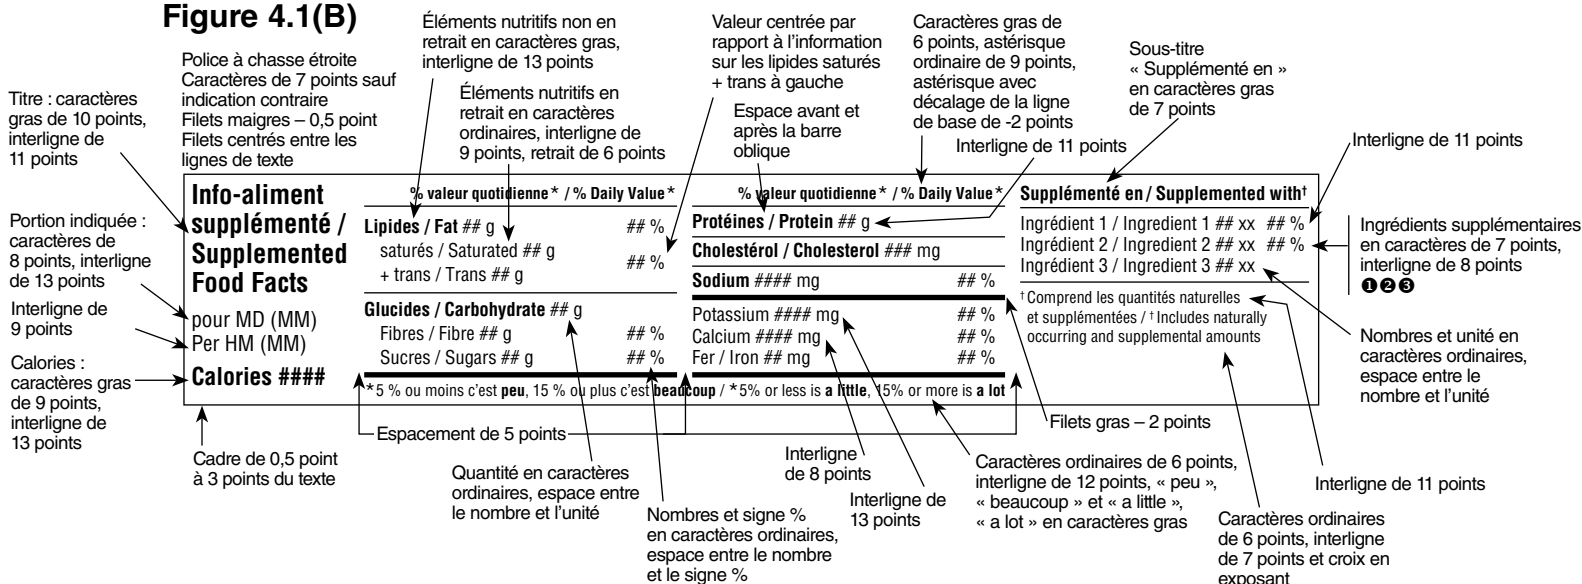 Figure 4.1(B)
Police à chasse étroite
Caractères de 7 points sauf
indication contraire
Filets maigres – 0,5 point
Filets centrés entre les
lignes de texte
Éléments nutritifs non en
retrait en caractères gras,
interligne de 13 points
Éléments nutritifs en
retrait en caractères
ordinaires, interligne de
9 points, retrait de 6 points
Valeur centrée par
rapport à l'information
sur les lipides saturés
+ trans à gauche
Espace avant et
après la barre
oblique
Caractères gras de
6 points, astérisque
ordinaire de 9 points,
astérisque avec
décalage de la ligne
de base de -2 points
Interligne de 11 points
Sous-titre
« Supplémenté en »
en caractères gras
de 7 points
Interligne de 11 points
Titre : caractères
gras de 10 points,
interligne de
11 points
Portion indiquée :
caractères de
8 points, interligne
de 13 points
Interligne de
9 points
Calories :
caractères gras
de 9 points,
interligne de
13 points
Info-aliment
supplémenté /
Supplemented
Food Facts
pour MD (MM)
Per HM (MM)
Calories ####
% valeur quotidienne* / % Daily Value*
Lipides / Fat ## g ## %
saturés / Saturated ## g
+ trans / Trans ## g
## %
Glucides / Carbohydrate ## g
Fibres / Fibre ## g ## %
Sucres / Sugars ## g ## %
% valeur quotidienne* / % Daily Value*
Protéines / Protein ## g
Cholestérol / Cholesterol ### mg
Sodium #### mg ## %
Potassium #### mg ## %
Calcium #### mg ## %
Fer / Iron ## mg ## %
*5 % ou moins c'est peu, 15 % ou plus c'est beaucoup / *5% or less is a little, 15% or more is a lot
Supplémenté en / Supplemented with†
Ingrédient 1 / Ingredient 1 ## xx ## %
Ingrédient 2 / Ingredient 2 ## xx ## %
Ingrédient 3 / Ingredient 3 ## xx
† Comprend les quantités naturelles
et supplémentées / † Includes naturally
occurring and supplemental amounts
Ingrédients supplémentaires
en caractères de 7 points,
interligne de 8 points
❶❷❸
Nombres et unité en
caractères ordinaires,
espace entre le
nombre et l'unité
Cadre de 0,5 point
à 3 points du texte
Espacement de 5 points
Quantité en caractères
ordinaires, espace entre
le nombre et l'unité
Nombres et signe %
en caractères ordinaires,
espace entre le nombre
et le signe %
Interligne
de 8 points
Interligne de
13 points
Filets gras – 2 points
Caractères ordinaires de 6 points,
interligne de 12 points, « peu »,
« beaucoup » et « a little »,
« a lot » en caractères gras
Interligne de 11 points
Caractères ordinaires
de 6 points, interligne
de 7 points et croix en
exposant